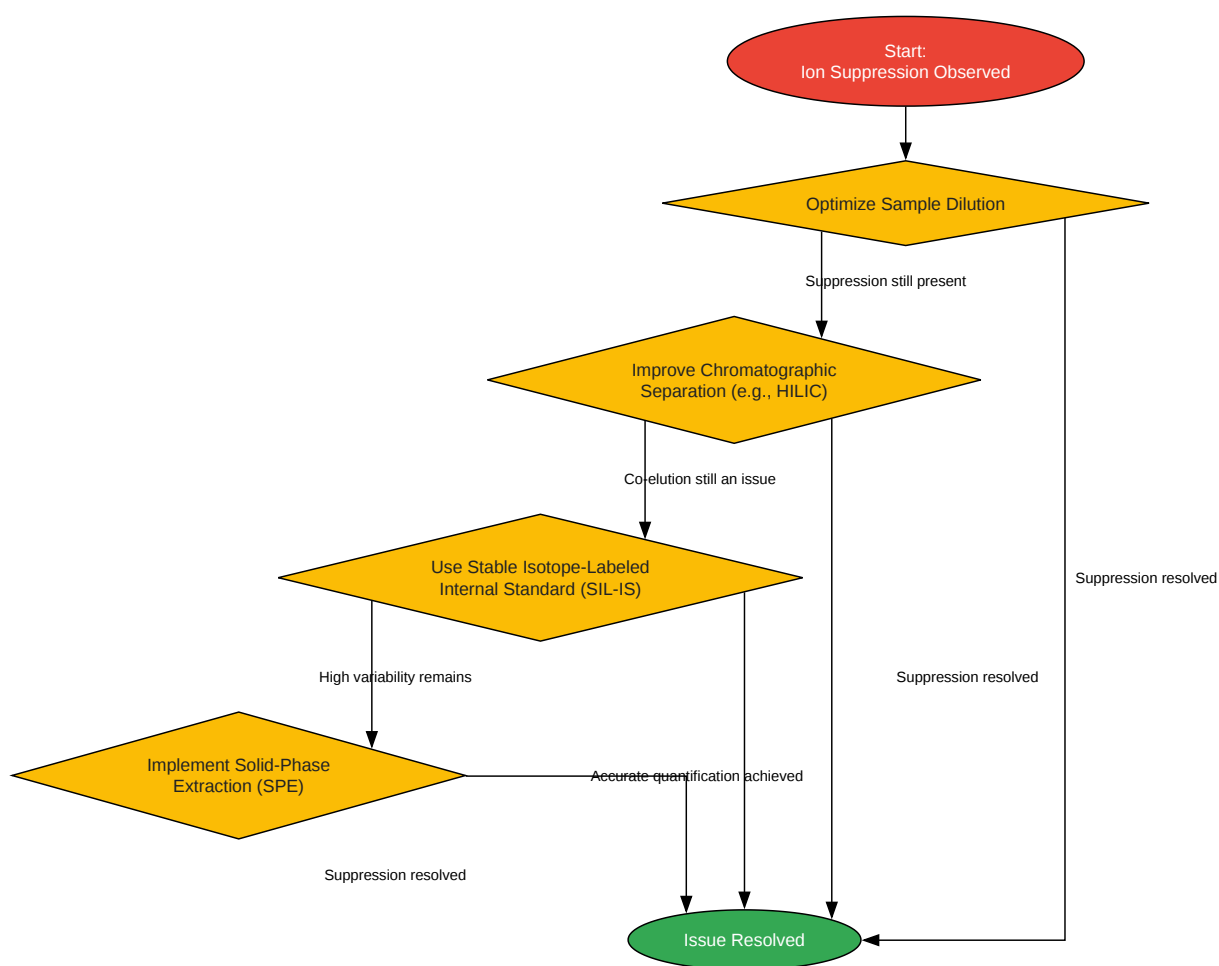 Start:
Ion Suppression Observed
Optimize Sample Dilution
Suppression still present
Improve Chromatographic
Separation (e.g., HILIC)
Co-elution still an issue
Use Stable Isotope-Labeled
Internal Standard (SIL-IS)
Suppression resolved
High variability remains
Suppression resolved
Implement Solid-Phase
Extraction (SPE)
Accurate quantification achieved
Suppression resolved
Issue Resolved